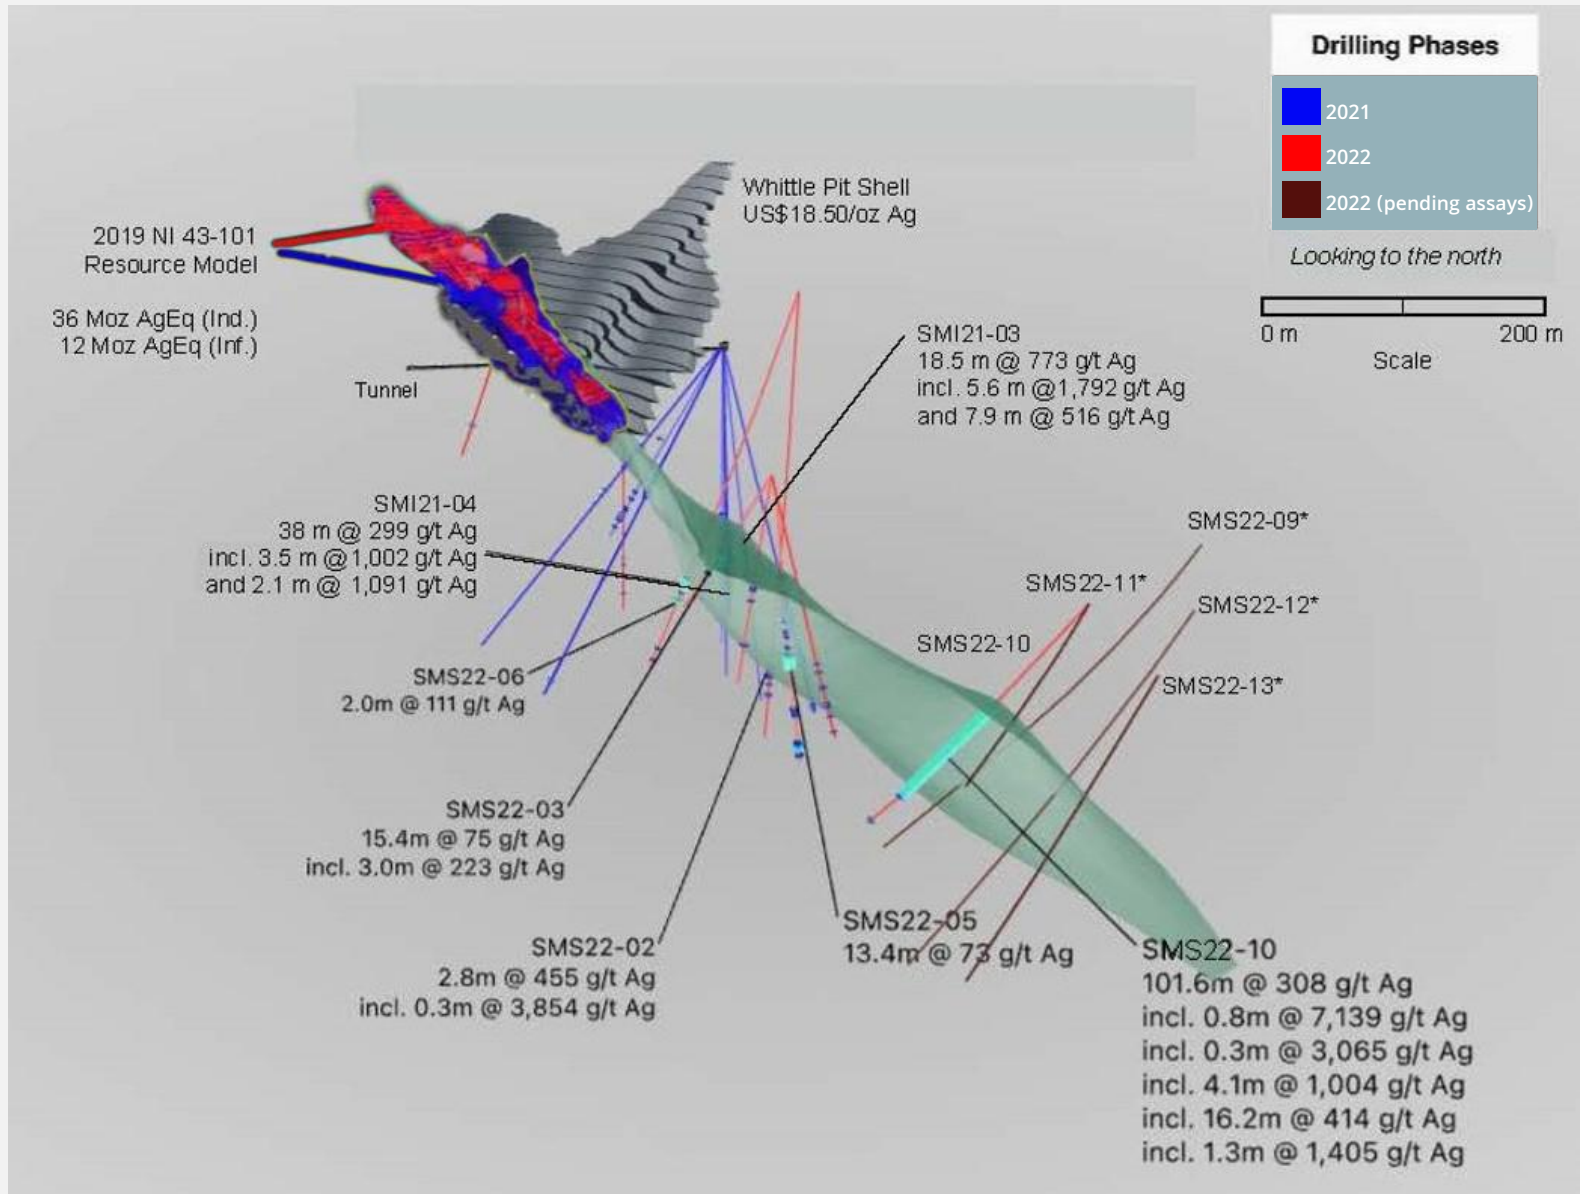 Drilling Phases
2021
2022
2022 (pending assays)
Looking to the north
0 m 200 m
Scale
Whittle Pit Shell
US$18.50/oz Ag
2019 NI 43-101
Resource Model
36 Moz AgEq (Ind.)
12 Moz AgEq (Inf.)
Tunnel
SMI21-03
18.5 m @ 773 g/t Ag
incl. 5.6 m @1,792 g/t Ag
and 7.9 m @ 516 g/t Ag
SMI21-04
38 m @ 299 g/t Ag
incl. 3.5 m @1,002 g/t Ag
and 2.1 m @ 1,091 g/t Ag
SMS22-09*
SMS22-11*
SMS22-12*
SMS22-10
SMS22-13*
SMS22-06
2.0m @ 111 g/t Ag
SMS22-03
15.4m @ 75 g/t Ag
incl. 3.0m @ 223 g/t Ag
SMS22-02
2.8m @ 455 g/t Ag
incl. 0.3m @ 3,854 g/t Ag
SMS22-05
13.4m @ 73 g/t Ag
SMS22-10
101.6m @ 308 g/t Ag
incl. 0.8m @ 7,139 g/t Ag
incl. 0.3m @ 3,065 g/t Ag
incl. 4.1m @ 1,004 g/t Ag
incl. 16.2m @ 414 g/t Ag
incl. 1.3m @ 1,405 g/t Ag